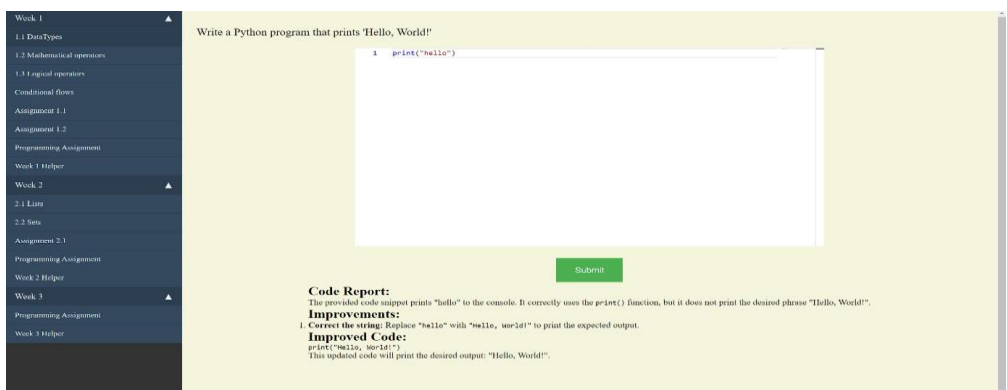 Week 1
1.1 DataTypes
1.2 Mathematical operators
1.3 Logical operators
Conditional flows
Assignment 1.1
Assignment 1.2
Programming Assignment
Week 1 Helper
Week 2
2.1 Lists
2.2 Sets
Assignment 2.1
Programming Assignment
Week 2 Helper
Week 3
Programming Assignment
Week 3 Helper
Write a Python program that prints 'Hello, World!'
1 print("hello")
Submit
Code Report:
The provided code snippet prints "hello" to the console. It correctly uses the print() function, but it does not print the desired phrase "Hello, World!".
Improvements:
1. Correct the string: Replace "hello" with "Hello, world!" to print the expected output.
Improved Code:
print("Hello, World!")
This updated code will print the desired output: "Hello, World!".